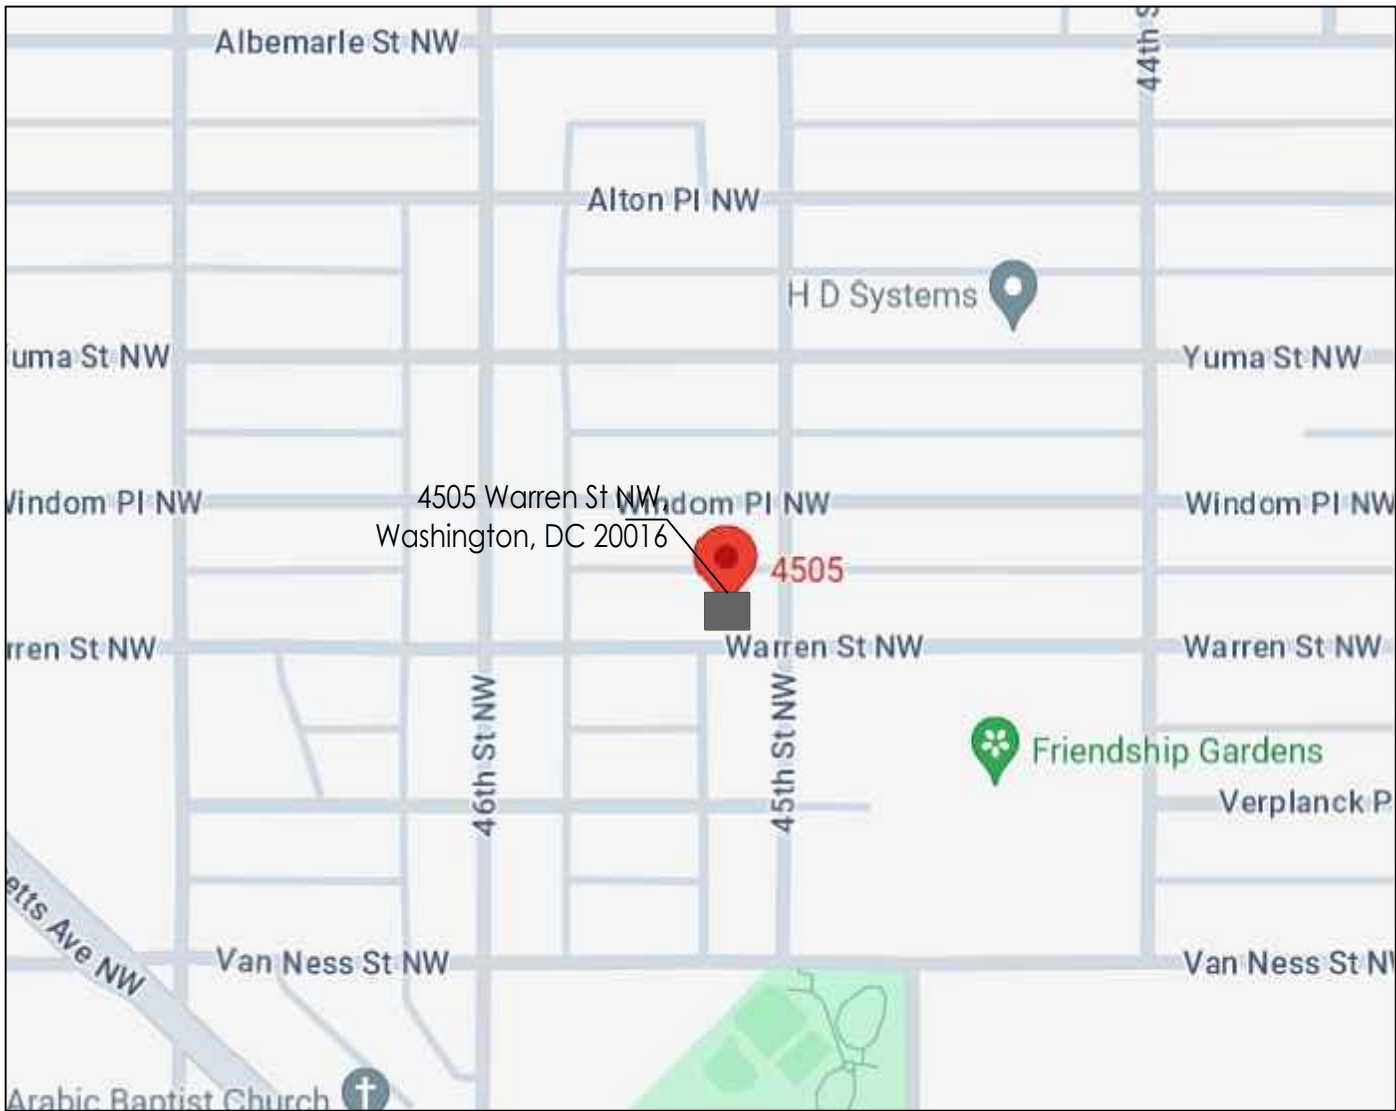 Albemarle St NW
44th S
Alton Pl NW
H D Systems
uma St NW
Yuma St NW
4505 Warren St NW,
Washington, DC 20016
Windom Pl NW
Windom Pl NW
Windom Pl NW
4505
rren St NW
Warren St NW
Warren St NW
46th St NW
45th St NW
Friendship Gardens
Verplanck P
etts Ave NW
Van Ness St NW
Van Ness St NW
Arabic Baptist Church